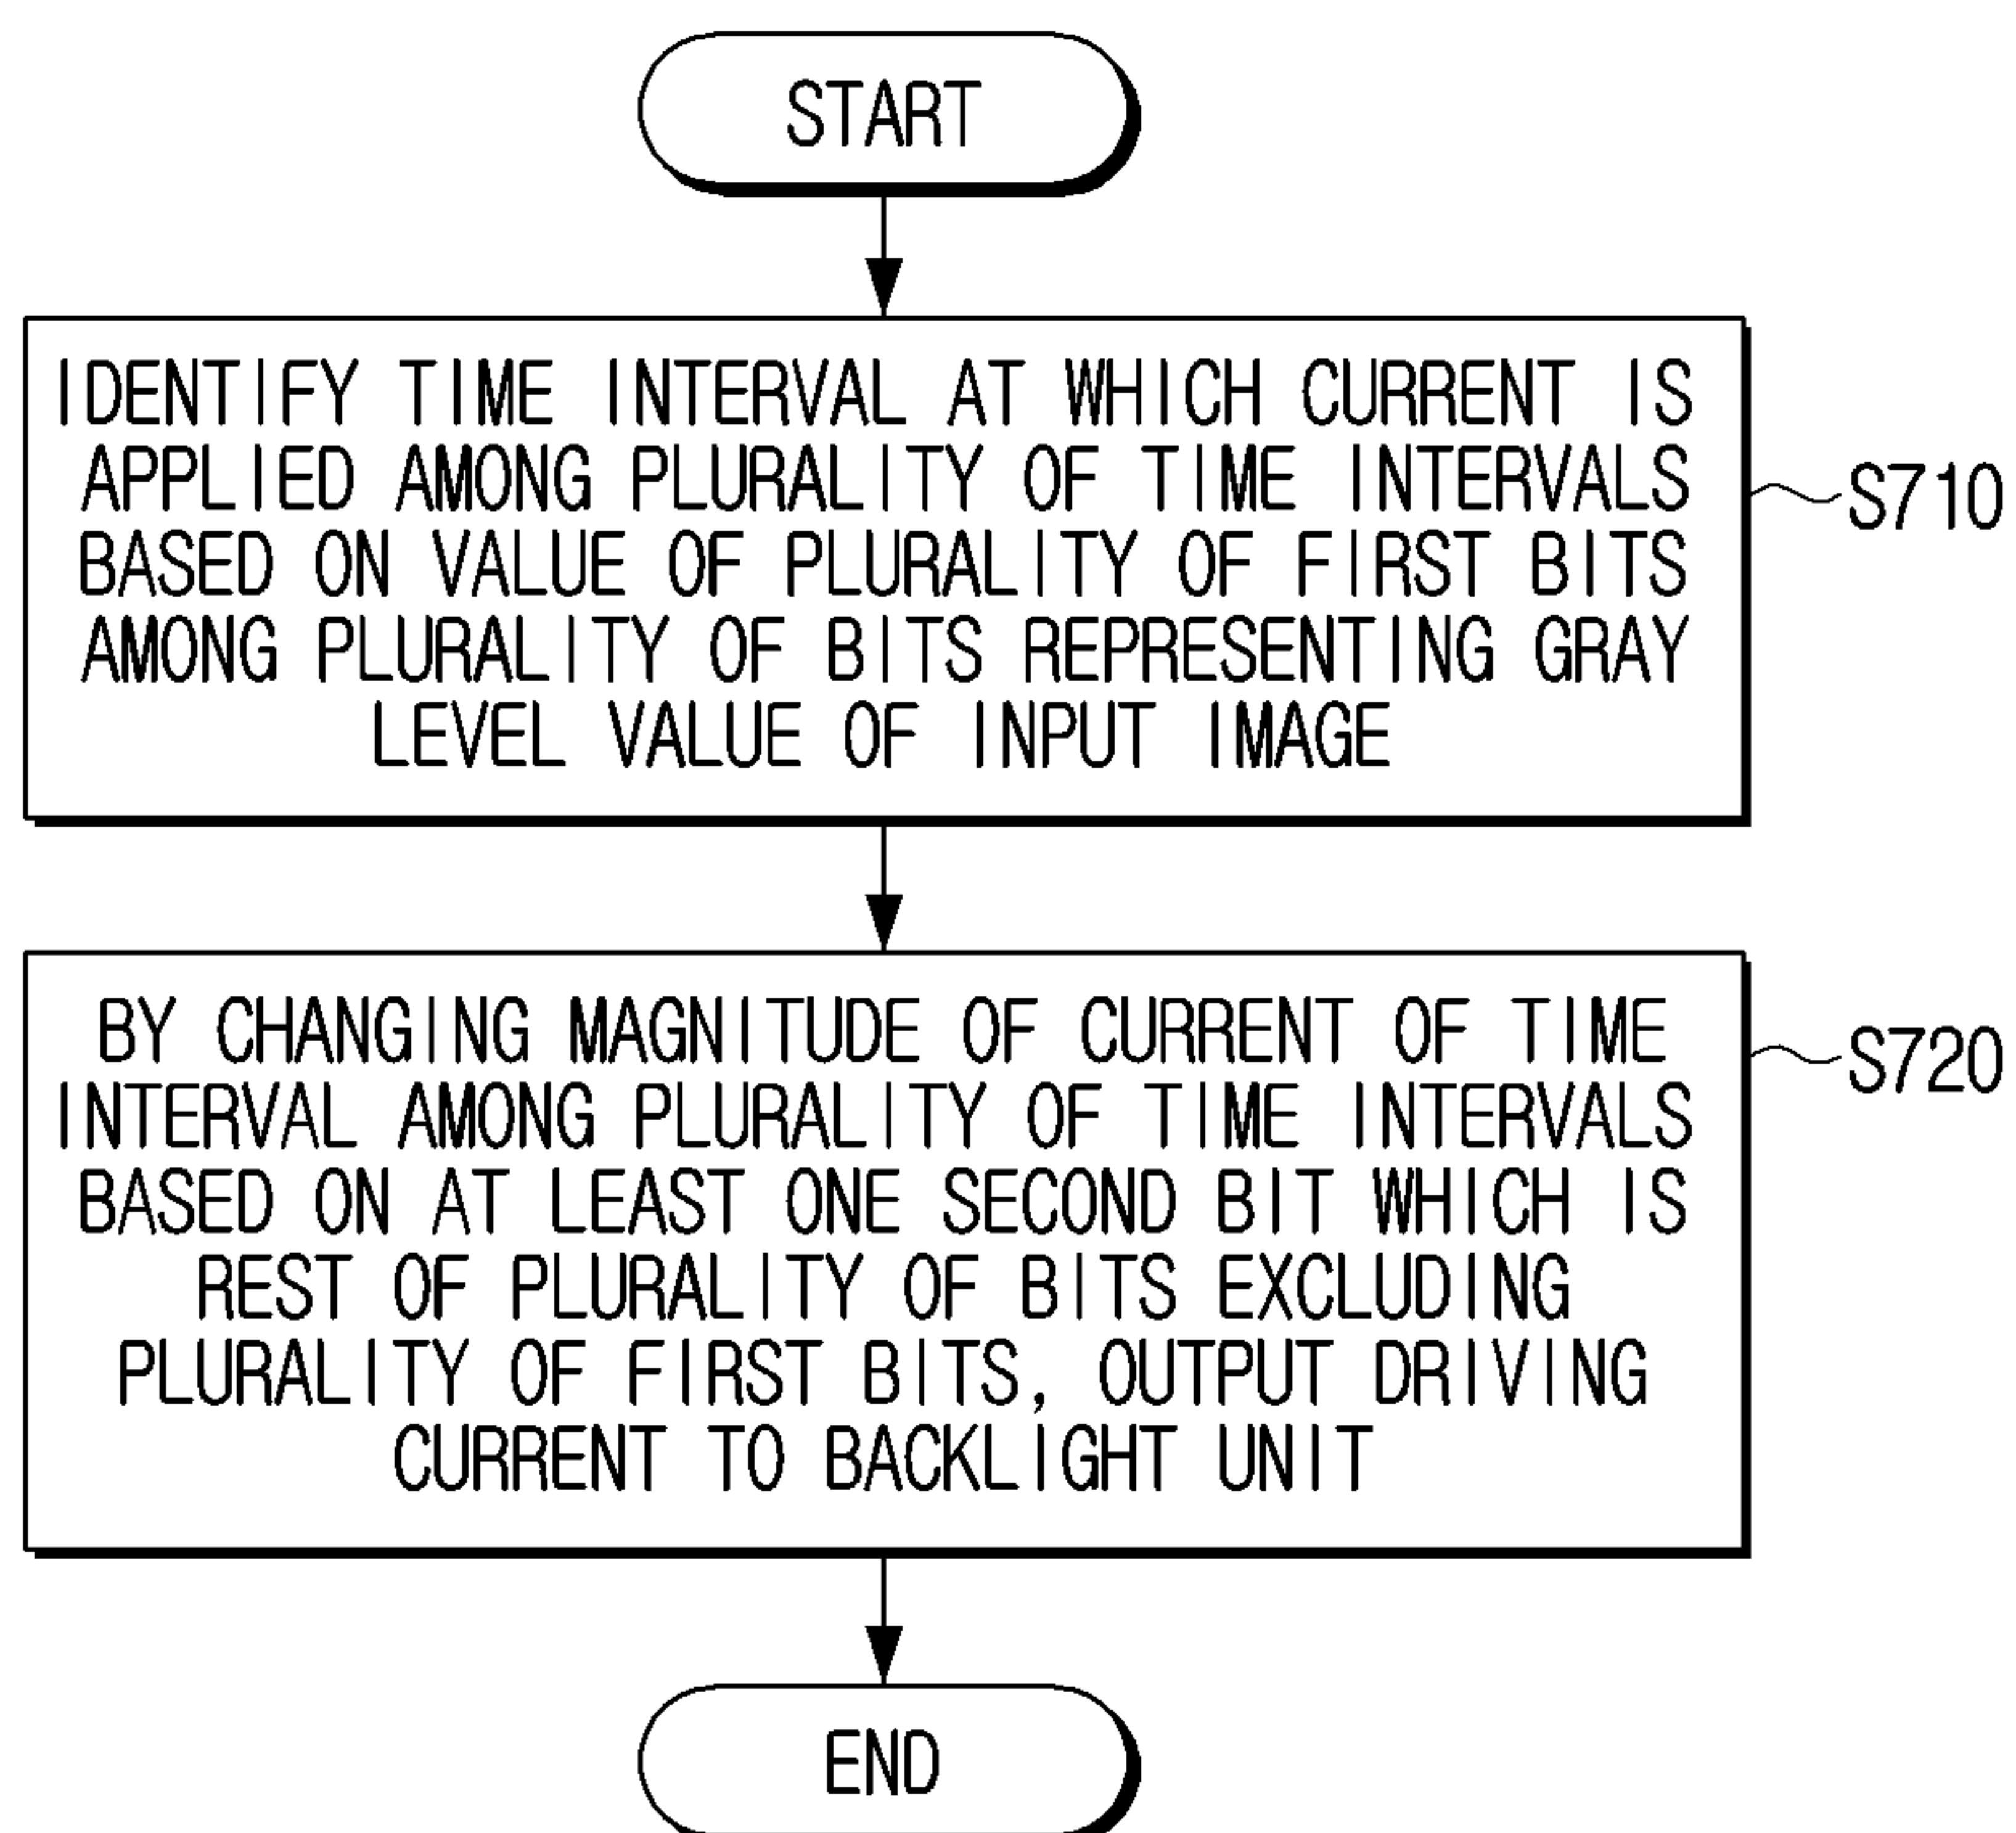 START
IDENTIFY TIME INTERVAL AT WHICH CURRENT IS
APPLIED AMONG PLURALITY OF TIME INTERVALS
BASED ON VALUE OF PLURALITY OF FIRST BITS
AMONG PLURALITY OF BITS REPRESENTING GRAY
LEVEL VALUE OF INPUT IMAGE
S710
BY CHANGING MAGNITUDE OF CURRENT OF TIME
INTERVAL AMONG PLURALITY OF TIME INTERVALS
BASED ON AT LEAST ONE SECOND BIT WHICH IS
REST OF PLURALITY OF BITS EXCLUDING
PLURALITY OF FIRST BITS, OUTPUT DRIVING
CURRENT TO BACKLIGHT UNIT
S720
END